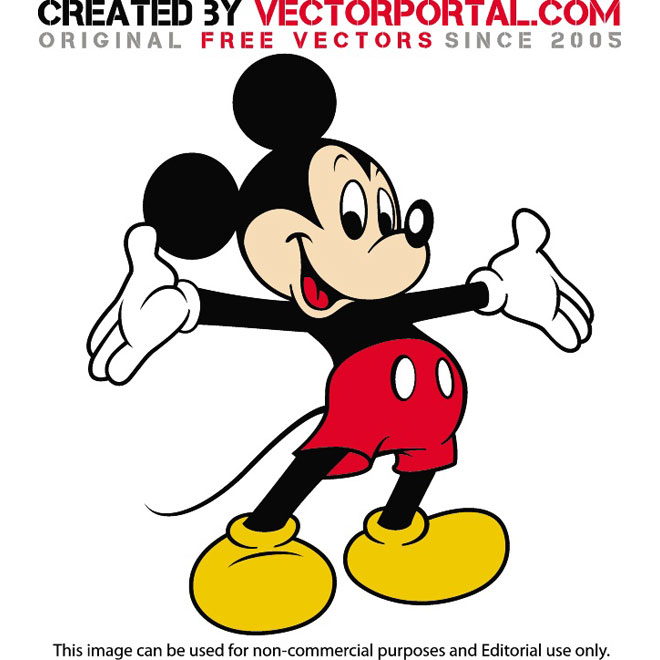 CREATED BY VECTORPORTAL.COM
ORIGINAL FREE VECTORS SINCE 2005
This image can be used for non-commercial purposes and Editorial use only.